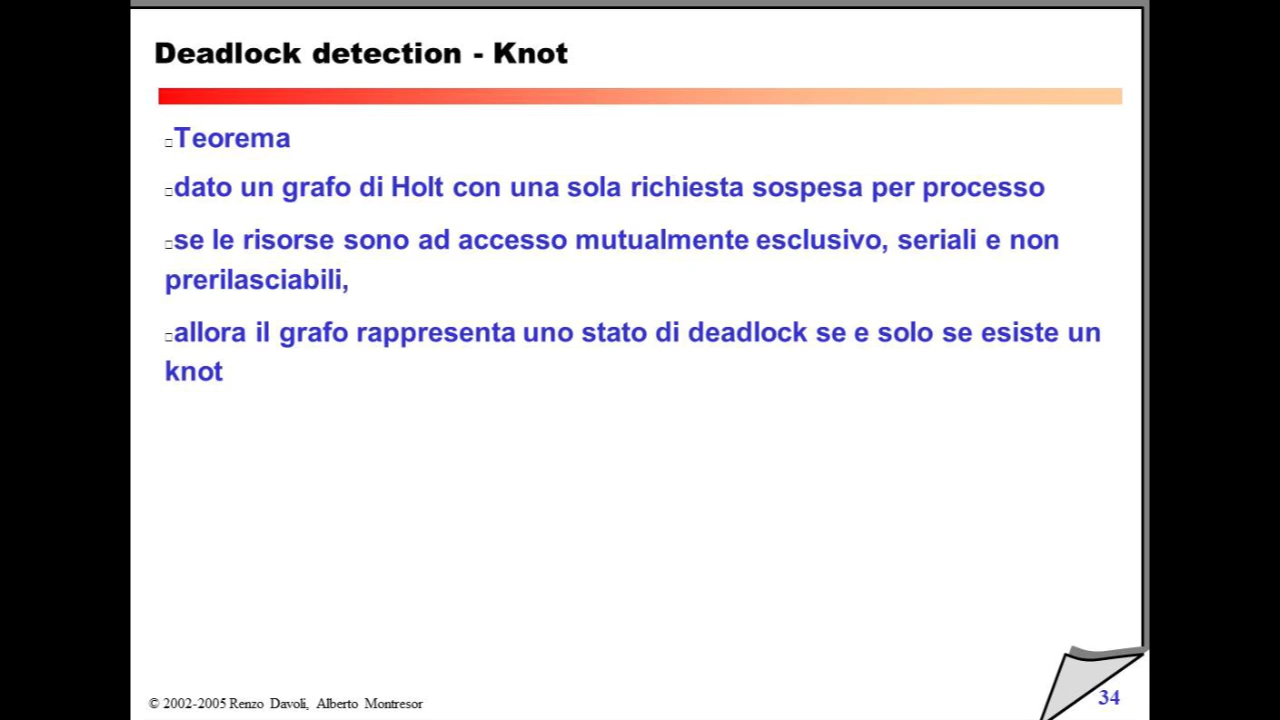 Deadlock detection - Knot
Teorema
dato un grafo di Holt con una sola richiesta sospesa per processo
se le risorse sono ad accesso mutualmente esclusivo, seriali e non
prerilasciabili,
allora il grafo rappresenta uno stato di deadlock se e solo se esiste un
knot
© 2002-2005 Renzo Davoli, Alberto Montresor
34